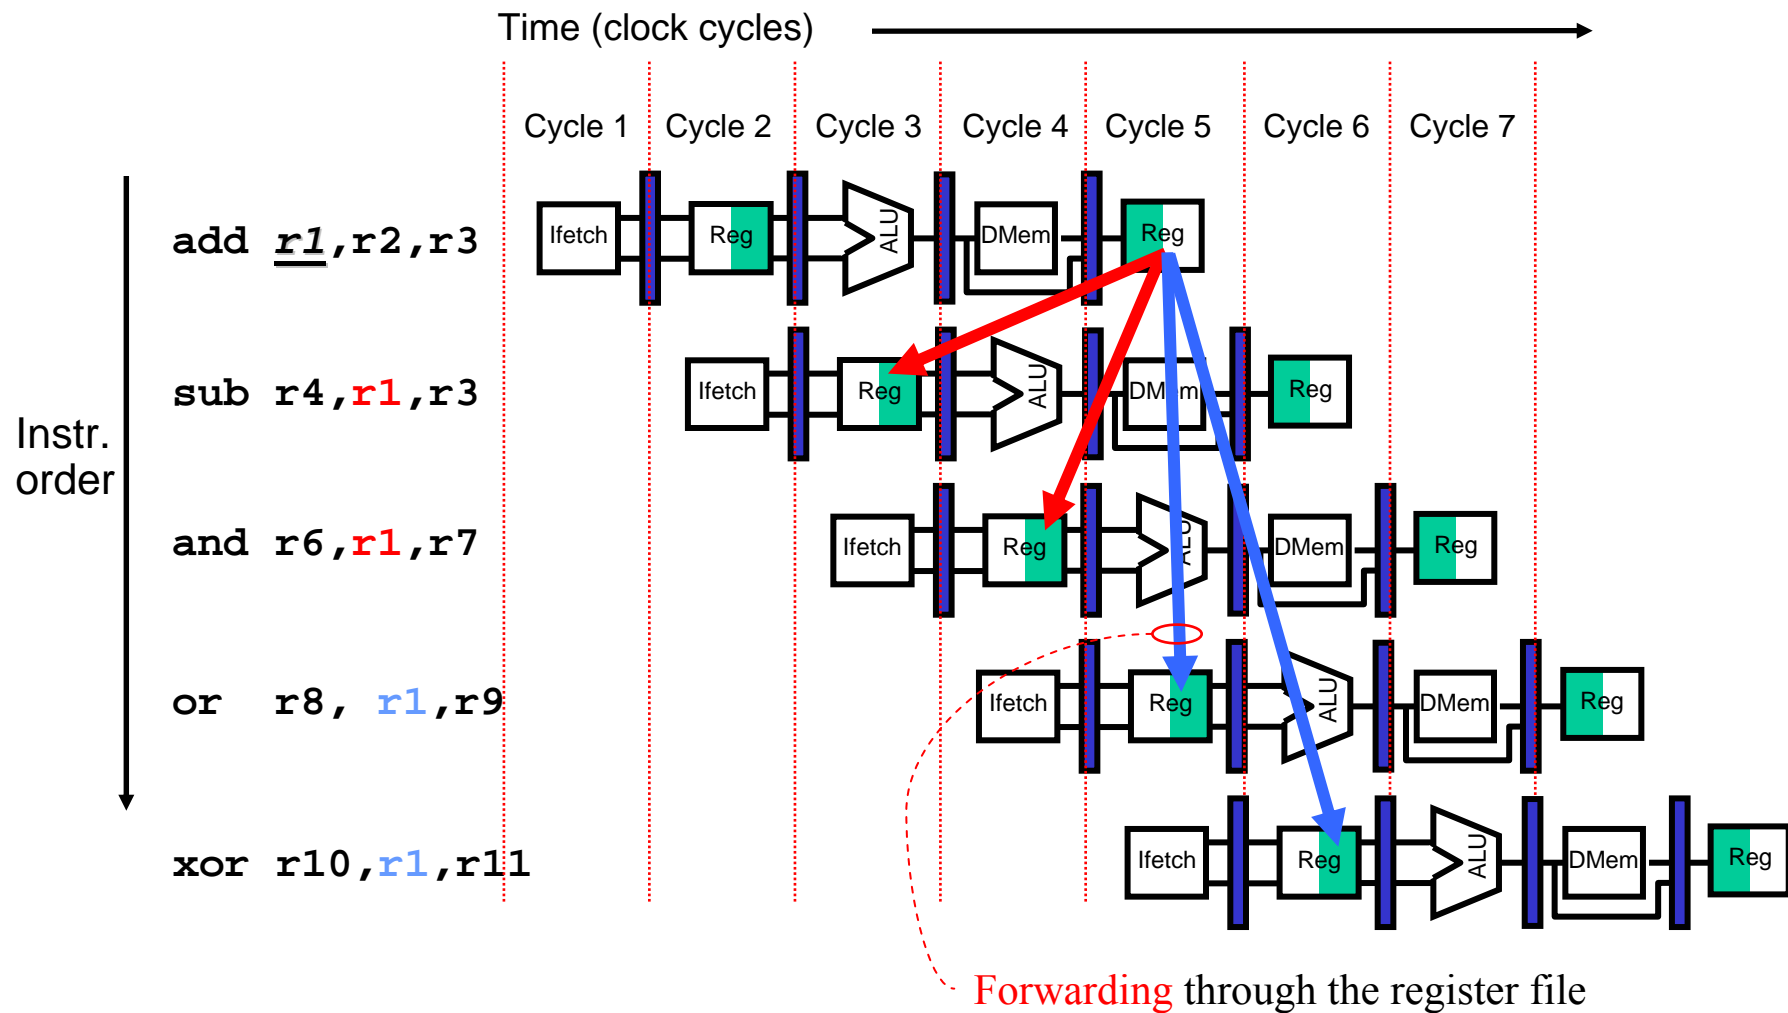 Time (clock cycles)
Cycle 1 Cycle 2 Cycle 3 Cycle 4 Cycle 5 Cycle 6 Cycle 7
Instr.
order
add r1,r2,r3
Ifetch Reg ALU DMem Reg
sub r4,r1,r3
Ifetch Reg ALU DMem Reg
and r6,r1,r7
Ifetch Reg ALU DMem Reg
or r8, r1,r9
Ifetch Reg ALU DMem Reg
xor r10,r1,r11
Ifetch Reg ALU DMem Reg
Forwarding through the register file